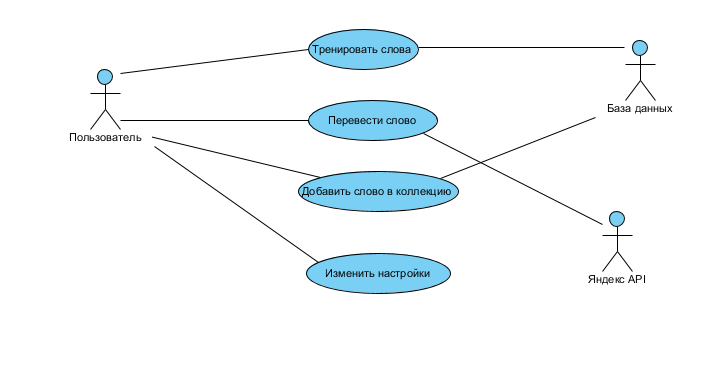 Тренировать слова
База данных
Пользователь
Перевести слово
Добавить слово в коллекцию
Изменить настройки
Яндекс API